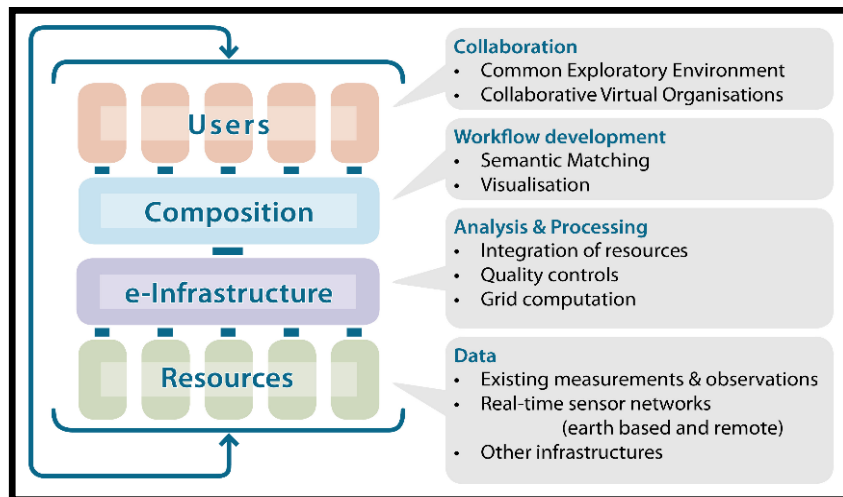 Users
Composition
e-Infrastructure
Resources
Collaboration
• Common Exploratory Environment
• Collaborative Virtual Organisations
Workflow development
• Semantic Matching
• Visualisation
Analysis & Processing
• Integration of resources
• Quality controls
• Grid computation
Data
• Existing measurements & observations
• Real-time sensor networks
(earth based and remote)
• Other infrastructures